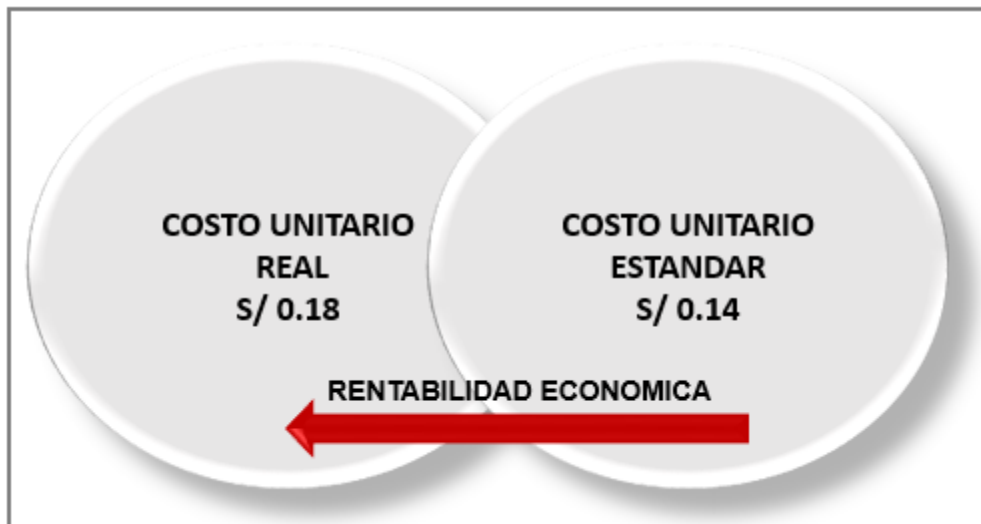 COSTO UNITARIO
REAL
S/ 0.18
COSTO UNITARIO
ESTANDAR
S/ 0.14
RENTABILIDAD ECONOMICA